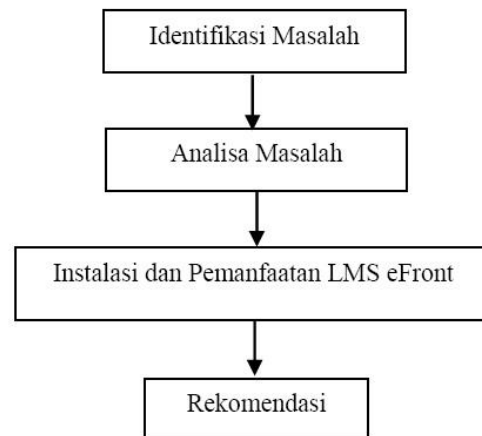 Identifikasi Masalah
Analisa Masalah
Instalasi dan Pemanfaatan LMS eFront
Rekomendasi